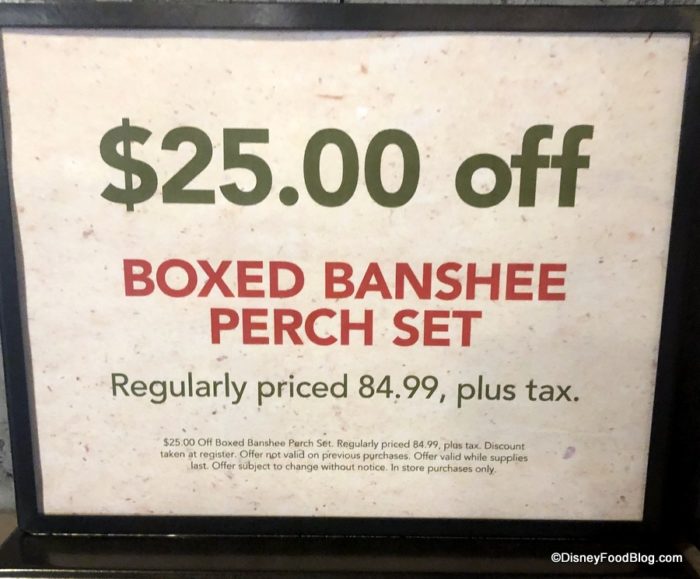 $25.00 off
BOXED BANSHEE
PERCH SET
Regularly priced 84.99, plus tax.
$25.00 Off Boxed Banshee Perch Set. Regularly priced 84.99, plus tax. Discount
taken at register. Offer not valid on previous purchases. Offer valid while supplies
last. Offer subject to change without notice. In store purchases only.
©DisneyFoodBlog.com